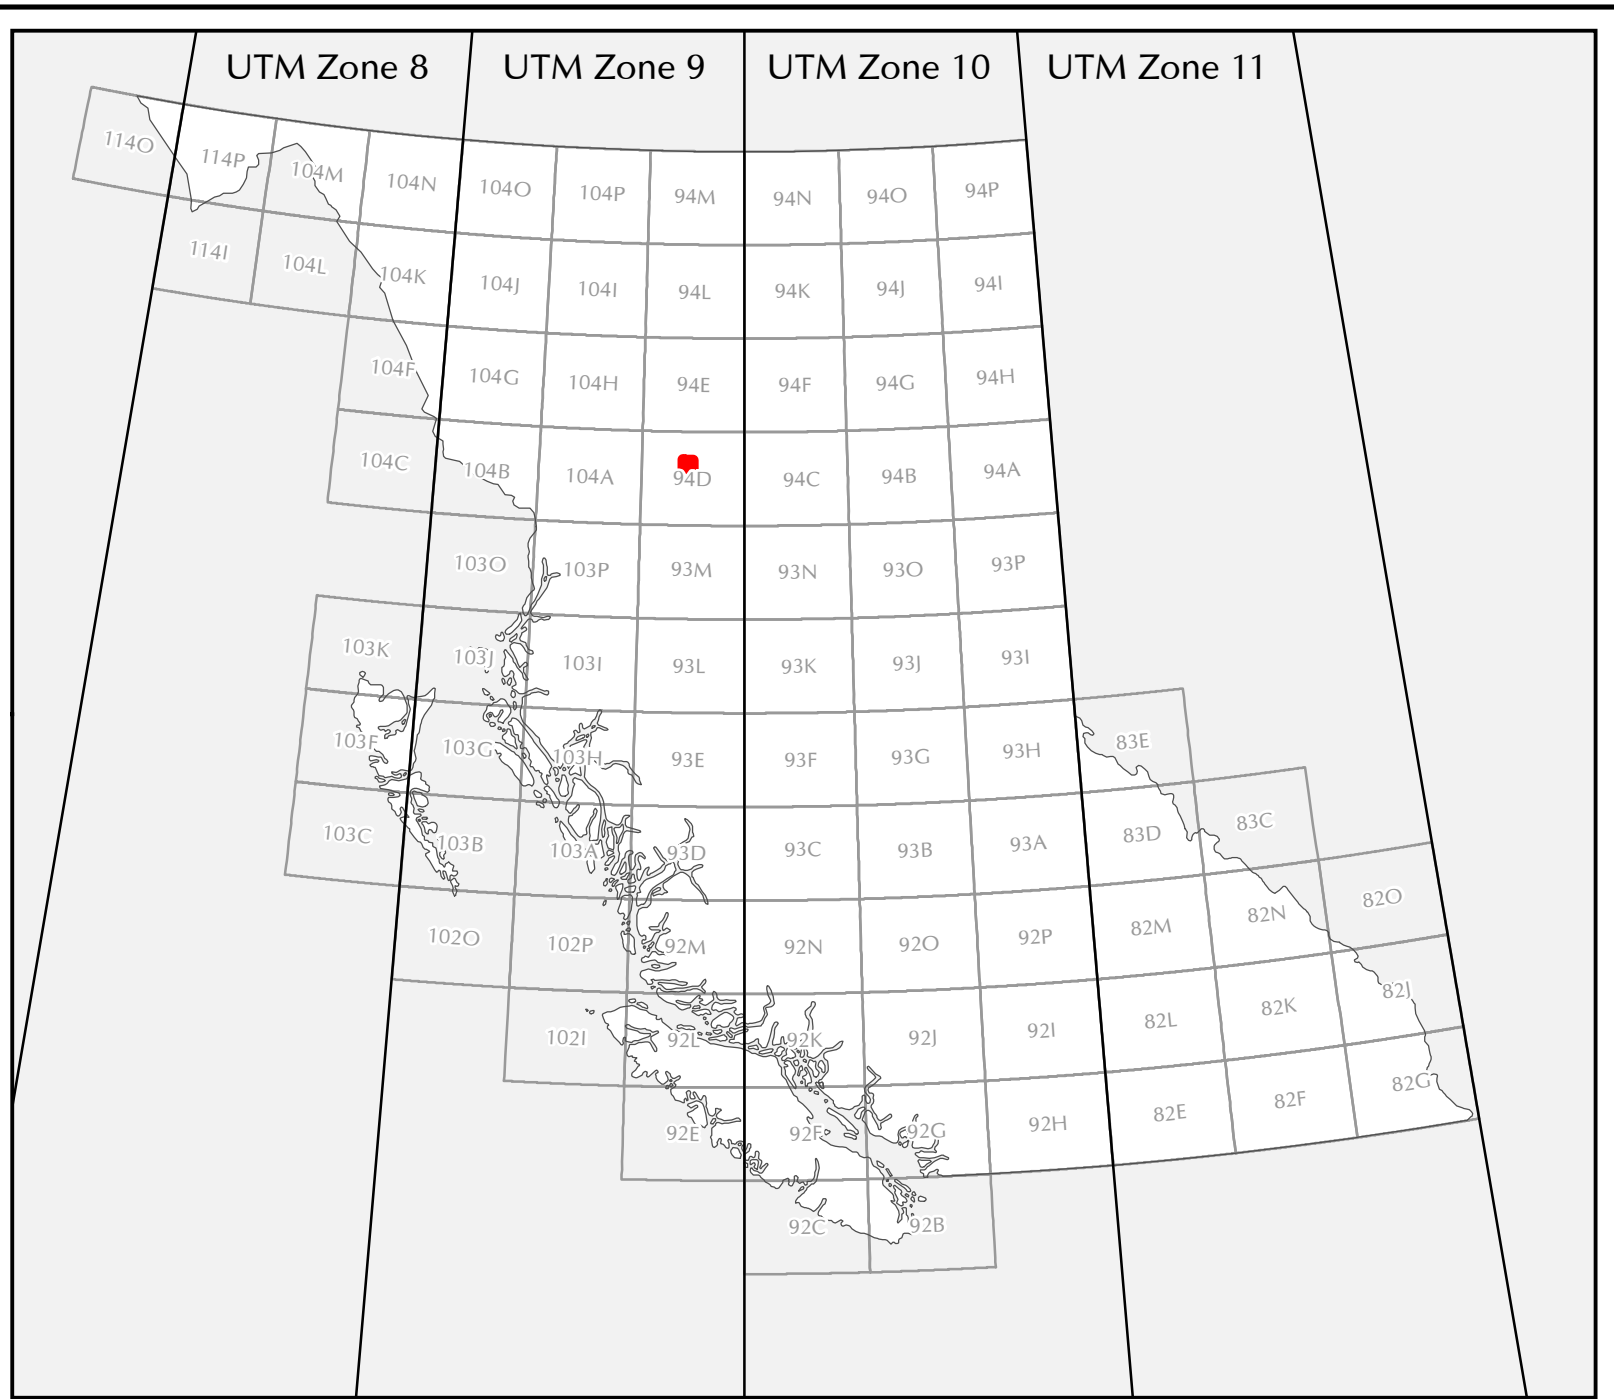 UTM Zone 8 UTM Zone 9 UTM Zone 10 UTM Zone 11
114O 114P 104M 104N 104O 104P 94M 94N 94O 94P
114I 104L 104K 104J 104I 94L 94K 94J 94I
104F 104G 104H 94E 94F 94G 94H
104C 104B 104A 94D 94C 94B 94A
103O 103P 93M 93N 93O 93P
103K 103J 103I 93L 93K 93J 93I
103F 103G 103H 93E 93F 93G 93H 83E
103C 103B 103A 93D 93C 93B 93A 83D 83C
102O 102P 92M 92N 92O 92P 82M 82N 82O
102I 92L 92K 92J 92I 82L 82K 82J
92E 92F 92G 92H 82E 82F 82G
92C 92B